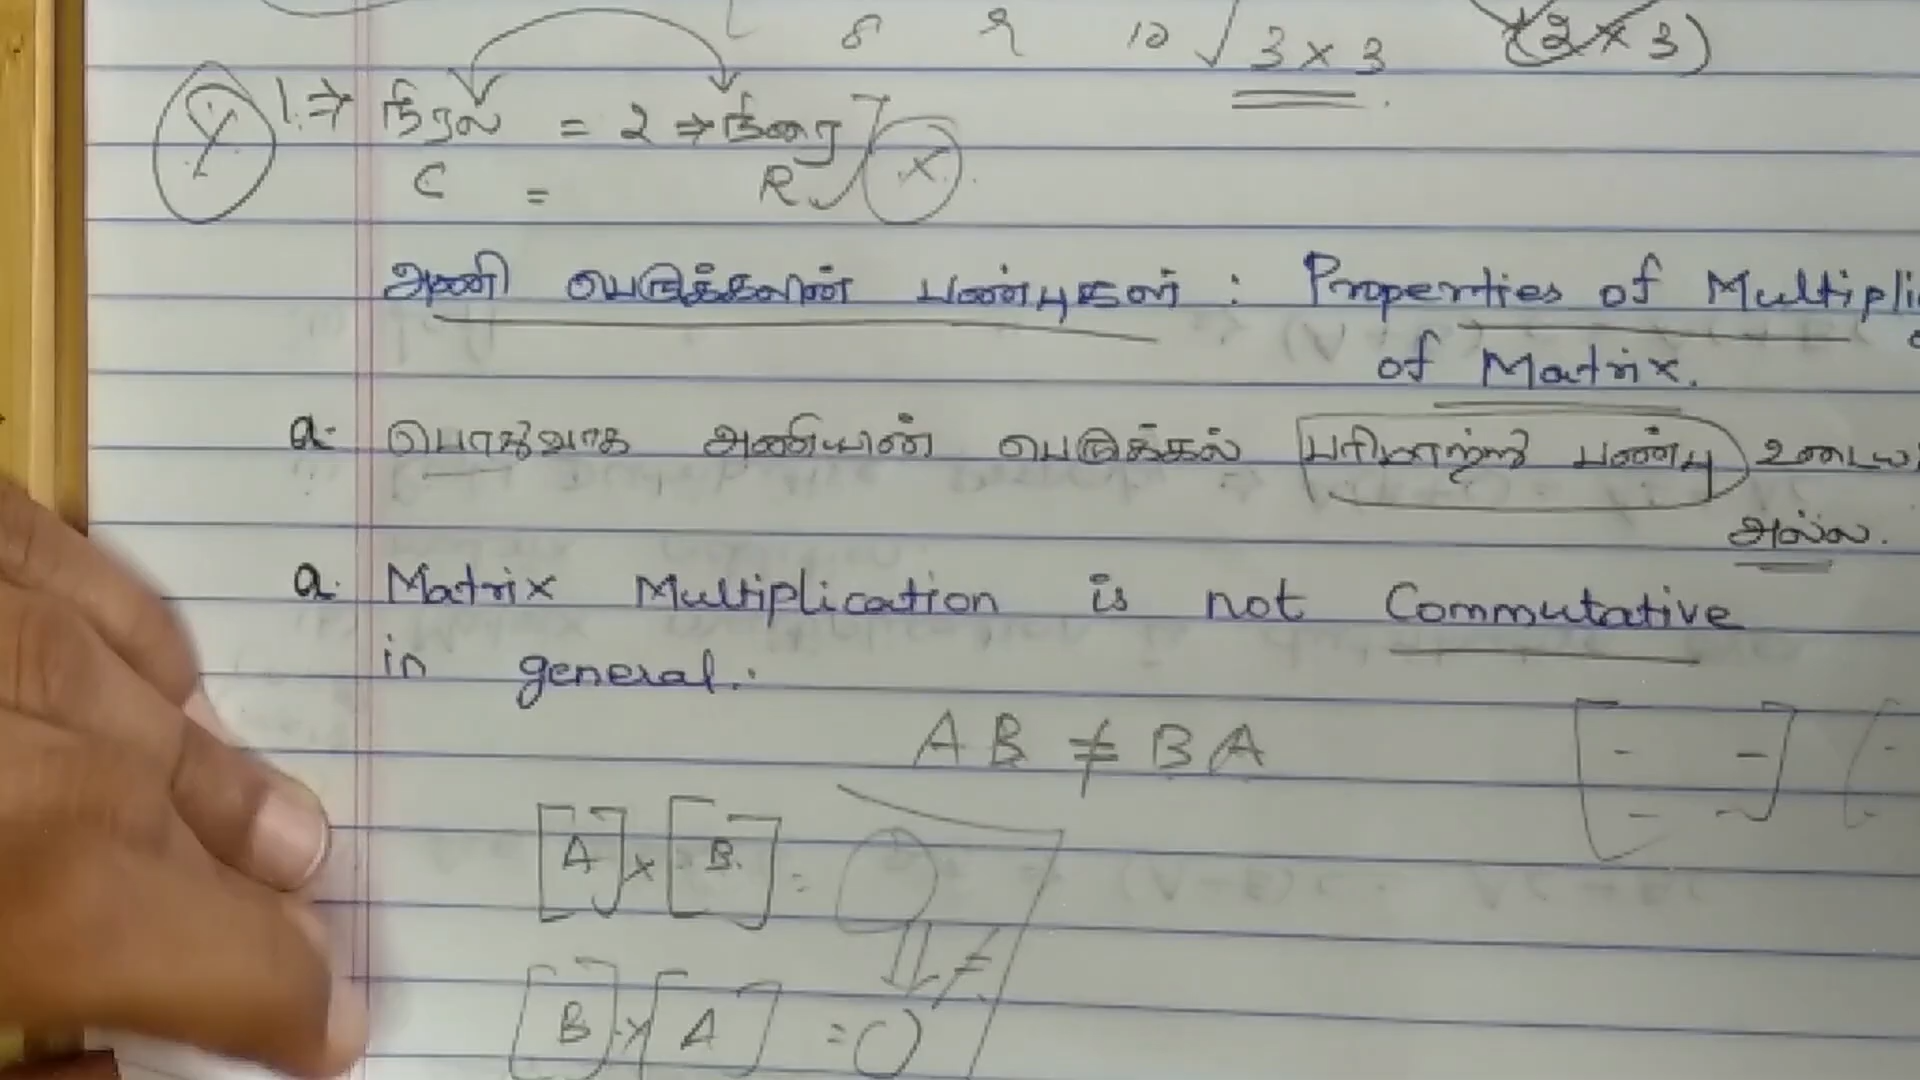 8 9 10 3 × 3 (2 × 3)
1 ⇒ நிரல் = 2 ⇒ நிரை X
C = R
அணி பெருக்கலின் பண்புகள் : Properties of Multipli
of Matrix.
a. பொதுவாக அணியின் பெருக்கல் பரிமாற்று பண்பு உடைய
அல்ல.
a. Matrix Multiplication is not Commutative
in general.
AB ≠ BA
[A] × [B] =
≠
[B] × [A] =